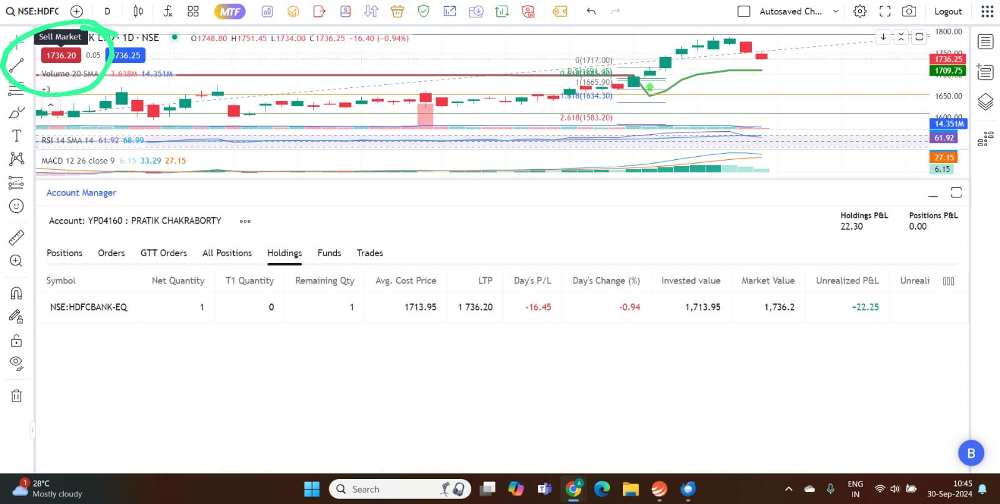 NSE:HDFC D MTF Autosaved Ch... Logout
Sell Market
K LTD · 1D · NSE O1748.80 H1751.45 L1734.00 C1736.25 −16.40 (−0.94%)
1736.20 0.05 1736.25
Volume 20 SMA 3.638M 14.351M
+3
0(1717.00)
1(1665.90)
1.618(1634.30)
2.618(1583.20)
1800.00
1750.00
1736.25
1709.75
1650.00
1600.00
14.351M
RSI 14 SMA 14 61.92 68.99
61.92
MACD 12 26 close 9 6.15 33.29 27.15
27.15
6.15
Account Manager
Account: YP04160 : PRATIK CHAKRABORTY
Holdings P&L Positions P&L
22.30 0.00
Positions Orders GTT Orders All Positions Holdings Funds Trades
Symbol Net Quantity T1 Quantity Remaining Qty Avg. Cost Price LTP Day's P/L Day's Change (%) Invested value Market Value Unrealized P&L Unreali
NSE:HDFCBANK-EQ 1 0 1 1713.95 1 736.20 -16.45 -0.94 1,713.95 1,736.2 +22.25
B
1 28°C
Mostly cloudy
Search
ENG
IN
10:45
30-Sep-2024